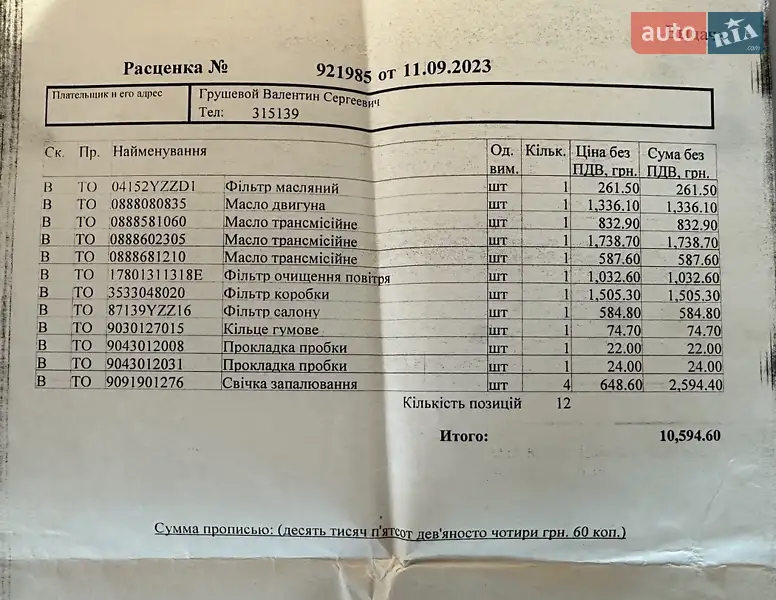 auto RIA .com
Расценка № 921985 от 11.09.2023
Плательщик и его адрес Грушевой Валентин Сергеевич
Тел: 315139
Ск. Пр. Найменування Од. вим. Кільк. Ціна без ПДВ, грн. Сума без ПДВ, грн.
В ТО 04152YZZD1 Фільтр масляний шт 1 261.50 261.50
В ТО 0888080835 Масло двигуна шт 1 1,336.10 1,336.10
В ТО 0888581060 Масло трансмісійне шт 1 832.90 832.90
В ТО 0888602305 Масло трансмісійне шт 1 1,738.70 1,738.70
В ТО 0888681210 Масло трансмісійне шт 1 587.60 587.60
В ТО 17801311318E Фільтр очищення повітря шт 1 1,032.60 1,032.60
В ТО 3533048020 Фільтр коробки шт 1 1,505.30 1,505.30
В ТО 87139YZZ16 Фільтр салону шт 1 584.80 584.80
В ТО 9030127015 Кільце гумове шт 1 74.70 74.70
В ТО 9043012008 Прокладка пробки шт 1 22.00 22.00
В ТО 9043012031 Прокладка пробки шт 1 24.00 24.00
В ТО 9091901276 Свічка запалювання шт 4 648.60 2,594.40
Кількість позицій 12
Итого: 10,594.60
Сумма прописью: (десять тисяч п'ятсот дев'яносто чотири грн. 60 коп.)